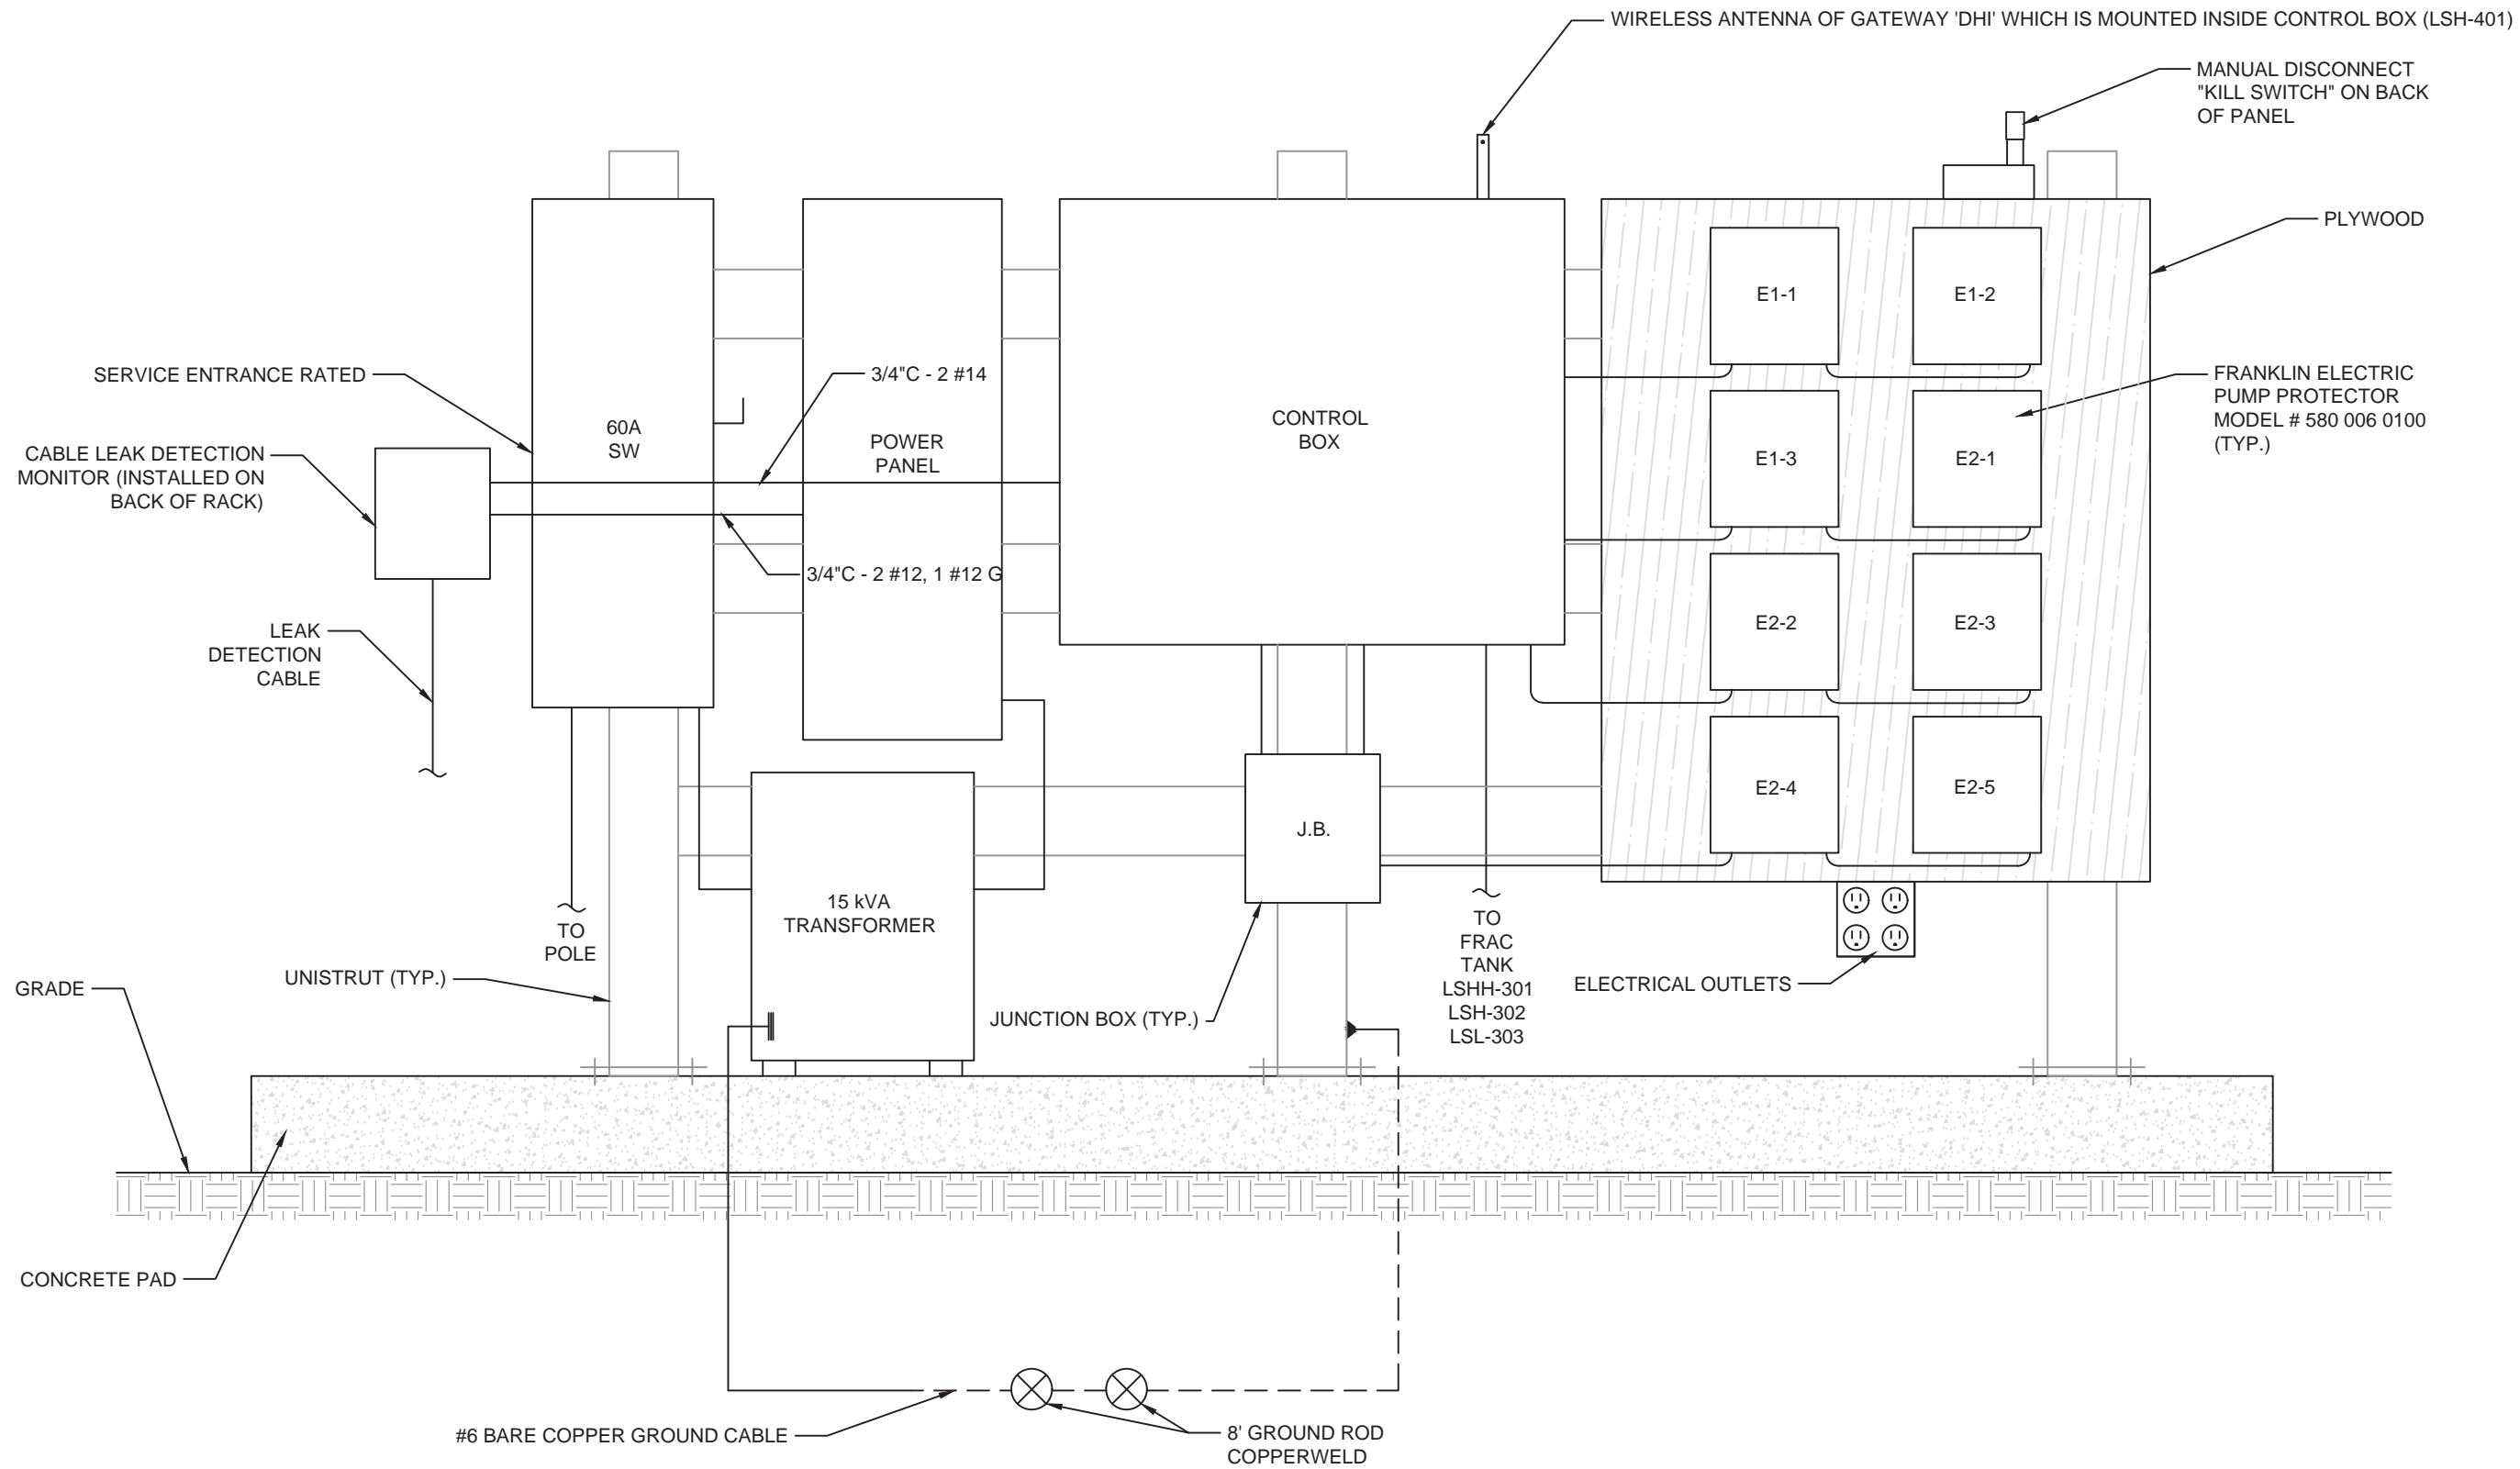 WIRELESS ANTENNA OF GATEWAY 'DHI' WHICH IS MOUNTED INSIDE CONTROL BOX (LSH-401)
MANUAL DISCONNECT
"KILL SWITCH" ON BACK
OF PANEL
PLYWOOD
E1-1
E1-2
SERVICE ENTRANCE RATED
3/4"C - 2 #14
FRANKLIN ELECTRIC
PUMP PROTECTOR
MODEL # 580 006 0100
(TYP.)
60A
SW
POWER
PANEL
CONTROL
BOX
E1-3
E2-1
CABLE LEAK DETECTION
MONITOR (INSTALLED ON
BACK OF RACK)
3/4"C - 2 #12, 1 #12 G
LEAK
DETECTION
CABLE
E2-2
E2-3
E2-4
E2-5
J.B.
15 kVA
TRANSFORMER
TO
POLE
TO
FRAC
TANK
LSHH-301
LSH-302
LSL-303
UNISTRUT (TYP.)
GRADE
ELECTRICAL OUTLETS
JUNCTION BOX (TYP.)
CONCRETE PAD
#6 BARE COPPER GROUND CABLE
8' GROUND ROD
COPPERWELD